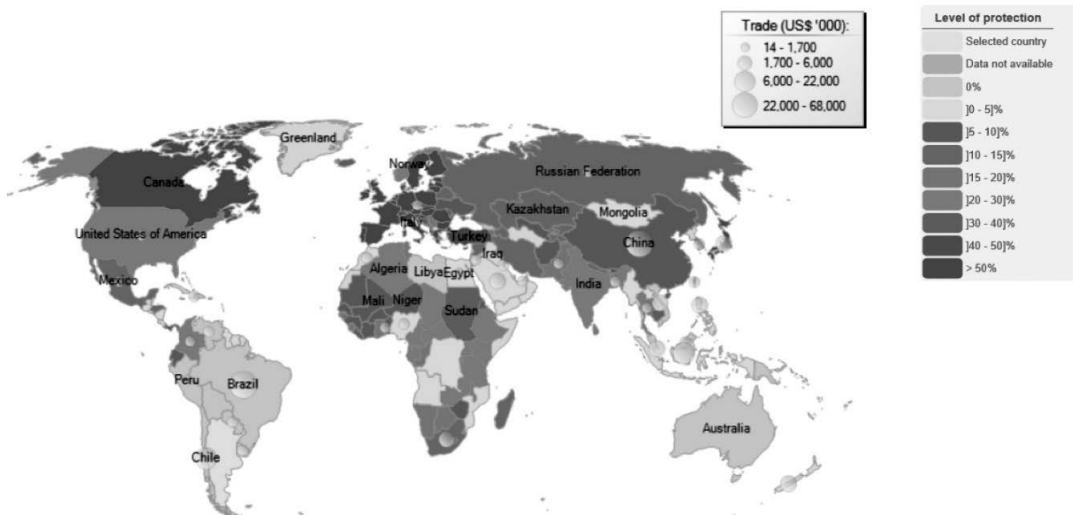 Trade (US$ '000):
14 - 1,700
1,700 - 6,000
6,000 - 22,000
22,000 - 68,000
Level of protection
Selected country
Data not available
0%
]0 - 5]%
]5 - 10]%
]10 - 15]%
]15 - 20]%
]20 - 30]%
]30 - 40]%
]40 - 50]%
> 50%
Greenland
Norway
Canada
Russian Federation
Kazakhstan
Mongolia
Italy
United States of America
Turkey
China
Iraq
Mexico
Algeria
Libya
Egypt
India
Mali
Niger
Sudan
Peru
Brazil
Australia
Chile